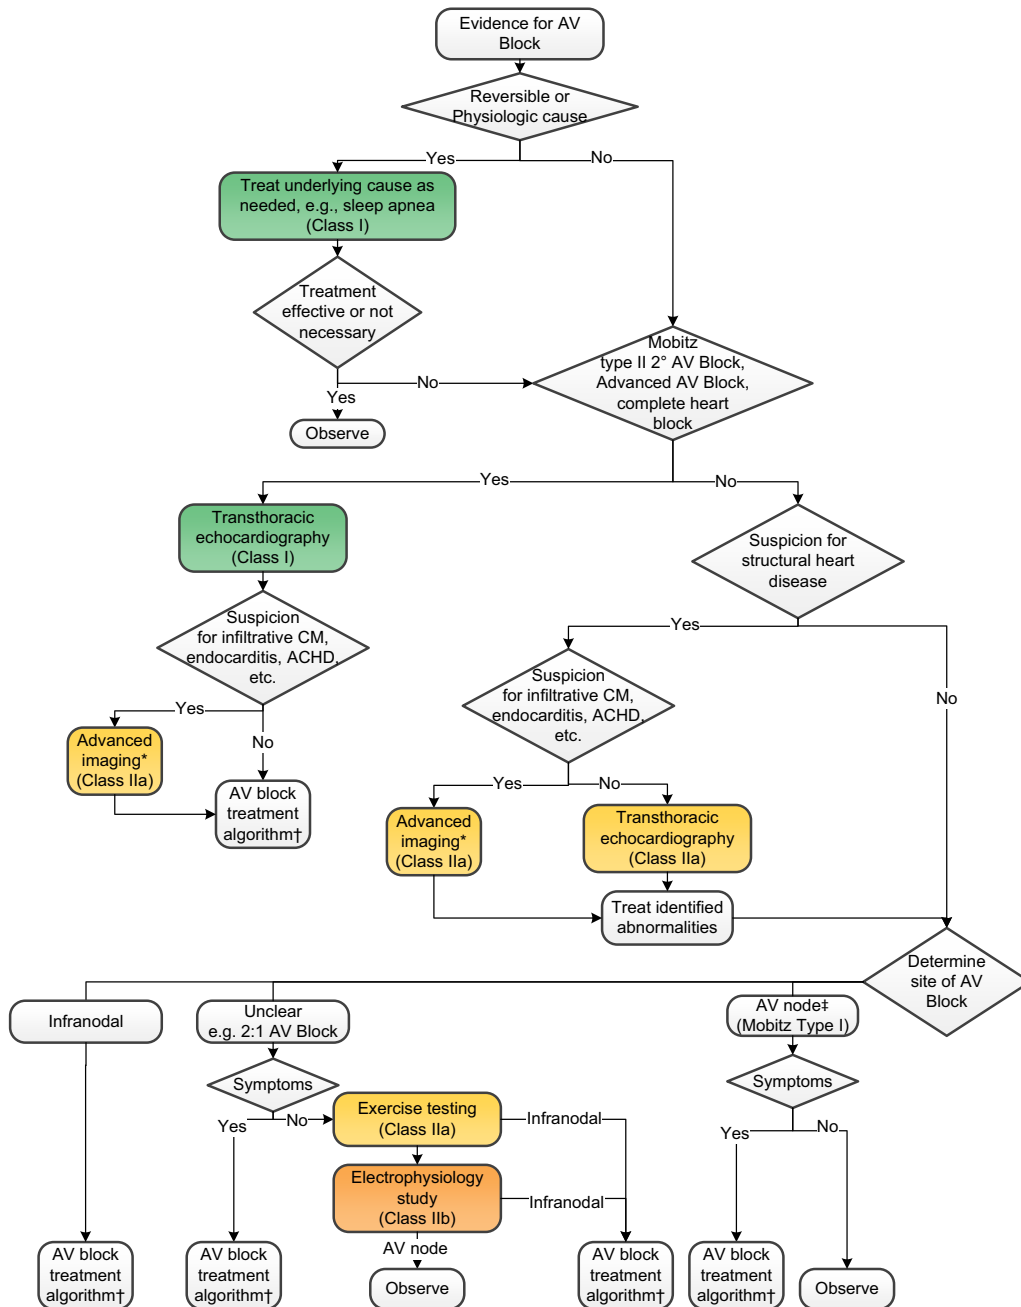 Evidence for AV
Block
Reversible or
Physiologic cause
Yes
No
Treat underlying cause as
needed, e.g., sleep apnea
(Class I)
Treatment
effective or not
necessary
No
Yes
Observe
Mobitz
type II 2° AV Block,
Advanced AV Block,
complete heart
block
Yes
No
Transthoracic
echocardiography
(Class I)
Suspicion for
structural heart
disease
Suspicion
for infiltrative CM,
endocarditis, ACHD,
etc.
Yes
No
Advanced
imaging*
(Class IIa)
AV block
treatment
algorithm†
Yes
No
Suspicion
for infiltrative CM,
endocarditis, ACHD,
etc.
Yes
No
Advanced
imaging*
(Class IIa)
Transthoracic
echocardiography
(Class IIa)
Treat identified
abnormalities
Determine
site of AV
Block
Infranodal
Unclear
e.g. 2:1 AV Block
AV node‡
(Mobitz Type I)
Symptoms
Symptoms
Yes
No
Exercise testing
(Class IIa)
Infranodal
Electrophysiology
study
(Class IIb)
Infranodal
AV node
Yes
No
AV block
treatment
algorithm†
AV block
treatment
algorithm†
Observe
AV block
treatment
algorithm†
AV block
treatment
algorithm†
Observe